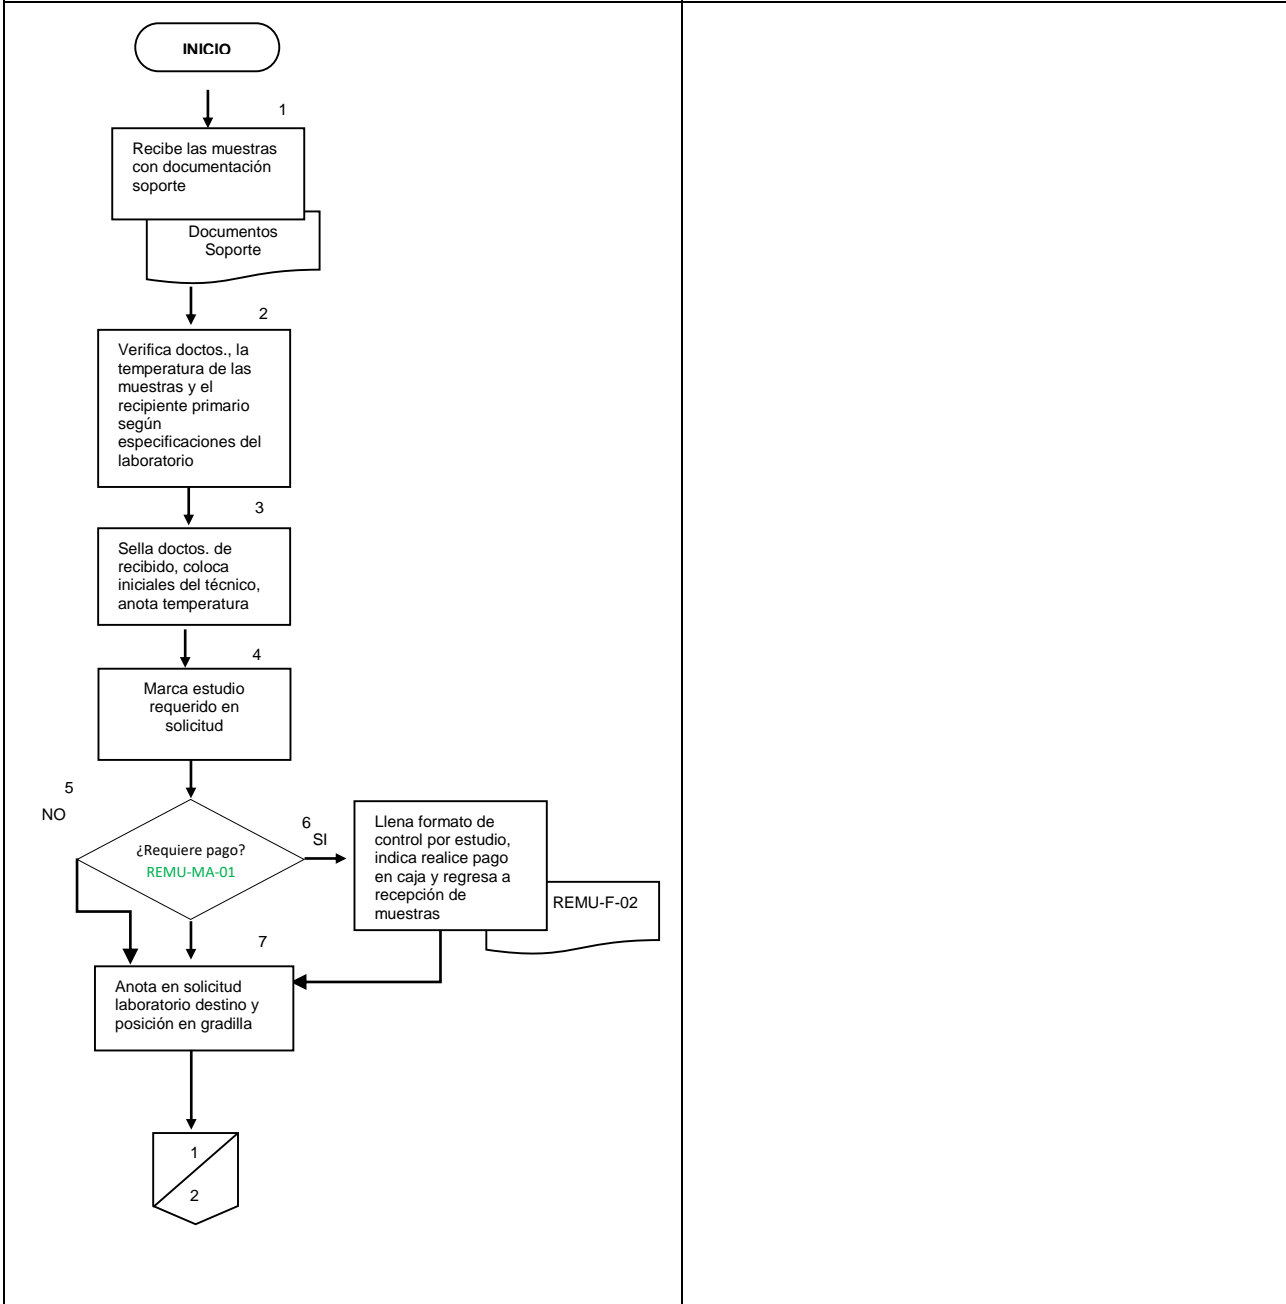 INICIO
1
Recibe las muestras
con documentación
soporte
Documentos
Soporte
2
Verifica doctos., la
temperatura de las
muestras y el
recipiente primario
según
especificaciones del
laboratorio
3
Sella doctos. de
recibido, coloca
iniciales del técnico,
anota temperatura
4
Marca estudio
requerido en
solicitud
5
NO
¿Requiere pago?
REMU-MA-01
6
SI
Llena formato de
control por estudio,
indica realice pago
en caja y regresa a
recepción de
muestras
REMU-F-02
7
Anota en solicitud
laboratorio destino y
posición en gradilla
1
2